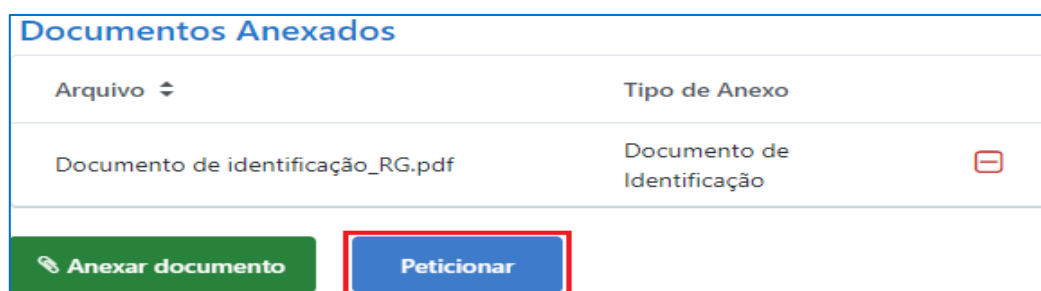 Documentos Anexados
Arquivo Tipo de Anexo
Documento de identificação_RG.pdf Documento de
Identificação
Anexar documento Peticionar